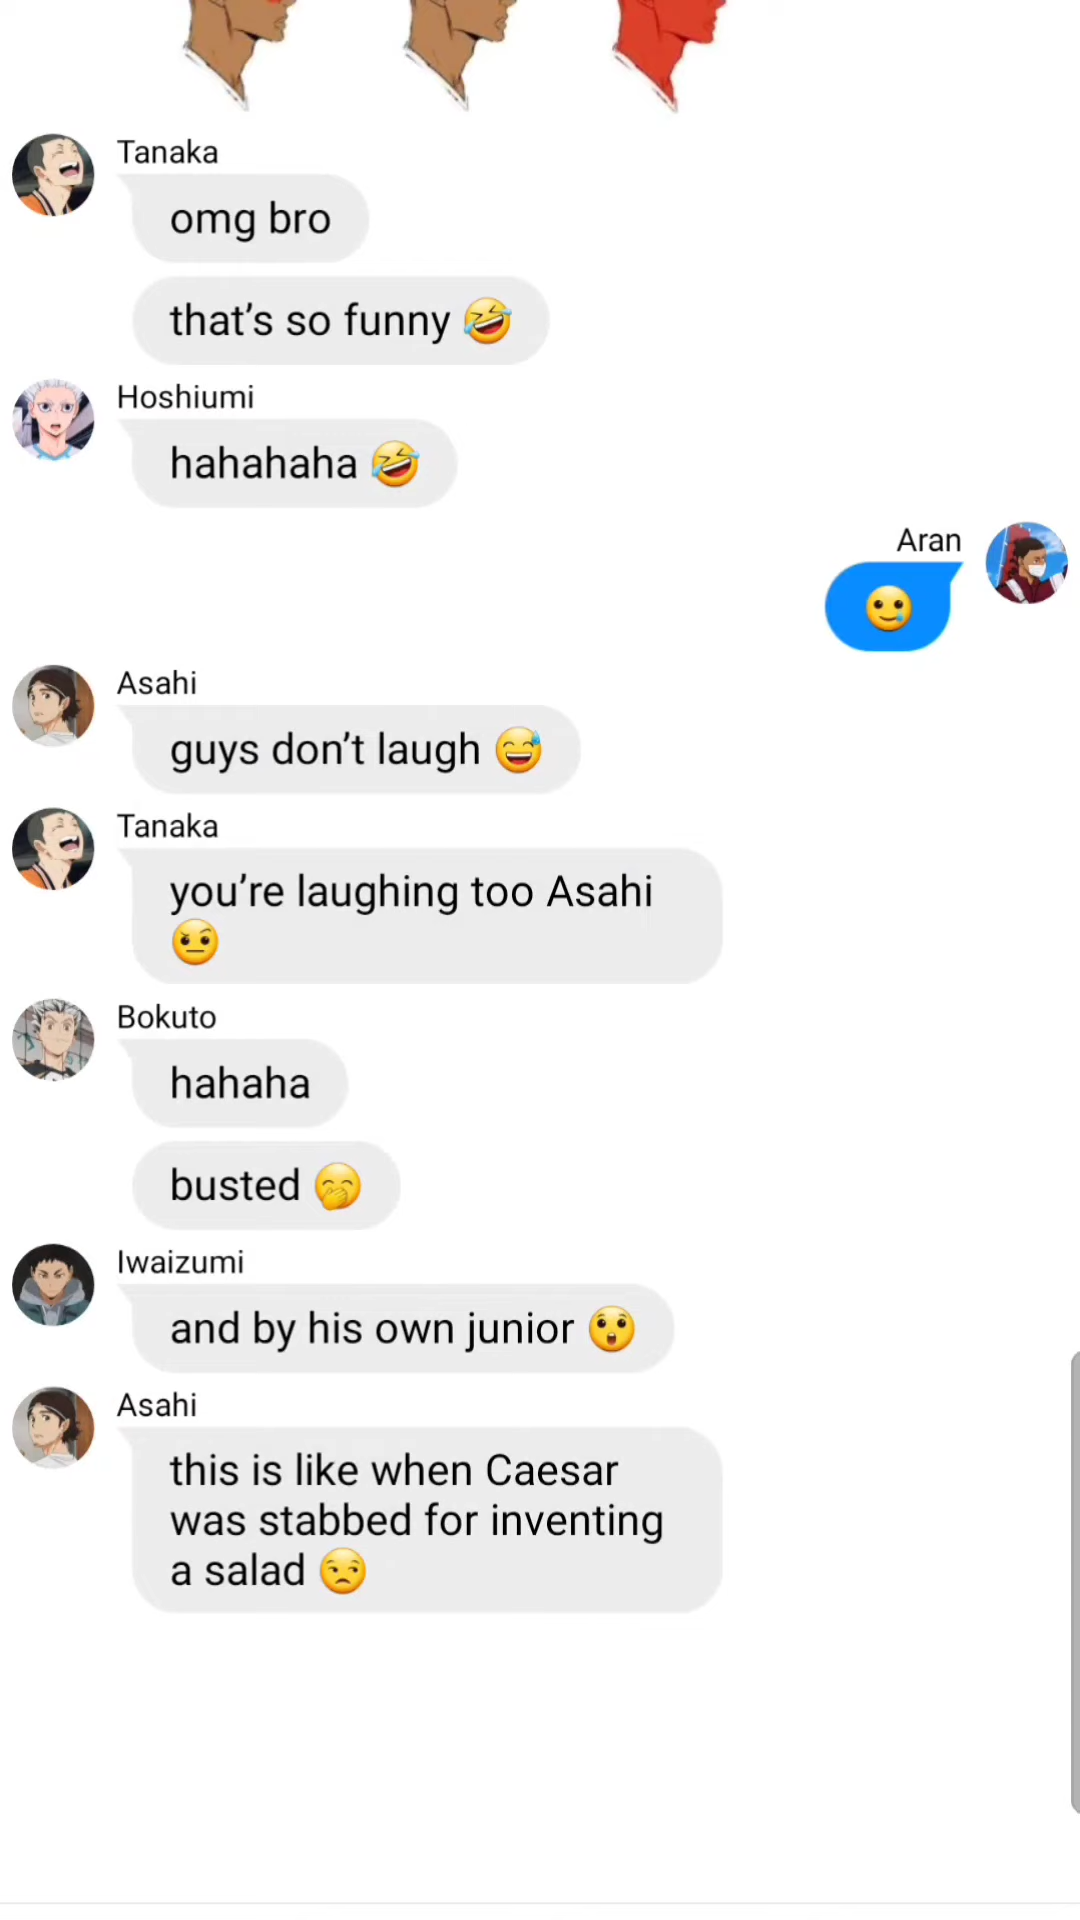 Tanaka
omg bro
that’s so funny 🤣
Hoshiumi
hahahaha 🤣
Aran
🥲
Asahi
guys don’t laugh 😅
Tanaka
you’re laughing too Asahi
🤨
Bokuto
hahaha
busted 🤭
Iwaizumi
and by his own junior 😲
Asahi
this is like when Caesar
was stabbed for inventing
a salad 😒